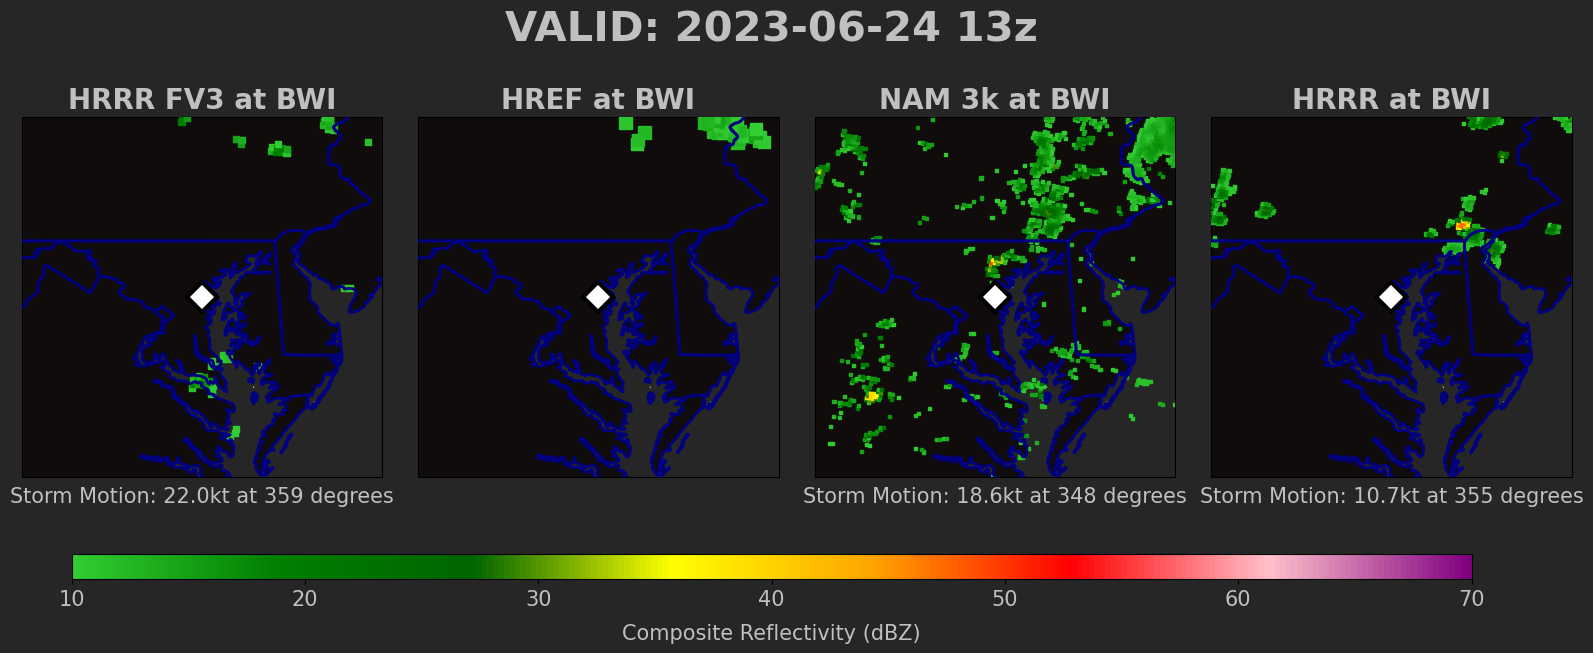 VALID: 2023-06-24 13z
HRRR FV3 at BWI
HREF at BWI
NAM 3k at BWI
HRRR at BWI
Storm Motion: 22.0kt at 359 degrees
Storm Motion: 18.6kt at 348 degrees
Storm Motion: 10.7kt at 355 degrees
10 20 30 40 50 60 70
Composite Reflectivity (dBZ)